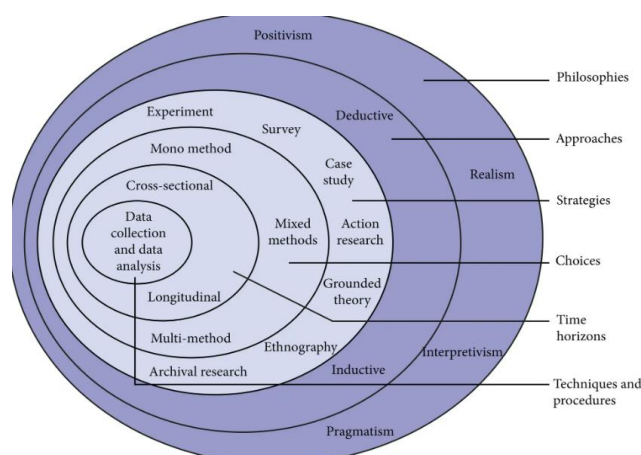 Positivism
Philosophies
Experiment
Deductive
Survey
Approaches
Mono method
Case
study
Realism
Cross-sectional
Strategies
Data
collection
and data
analysis
Mixed
methods
Action
research
Choices
Longitudinal
Grounded
theory
Time
horizons
Multi-method
Ethnography
Interpretivism
Archival research
Inductive
Techniques and
procedures
Pragmatism